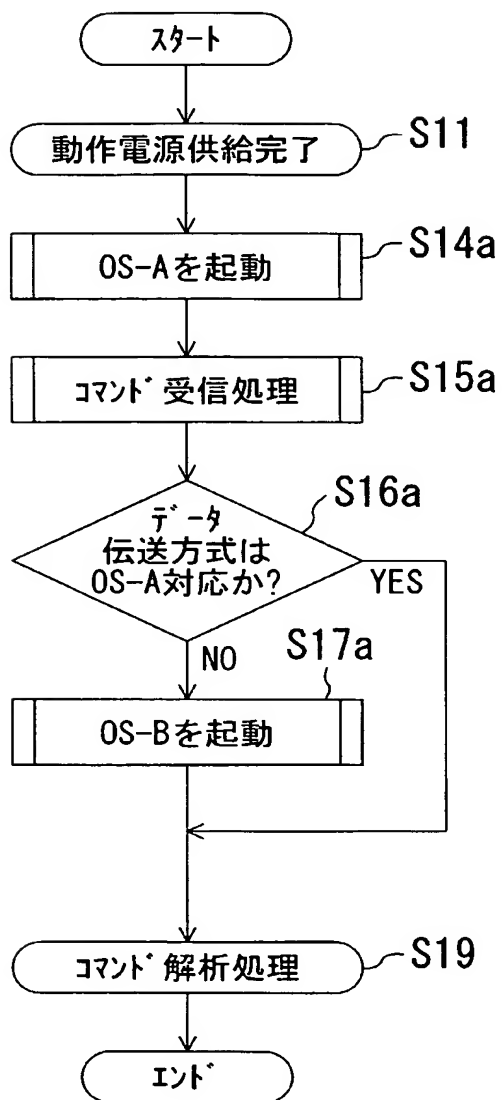 スタート
動作電源供給完了
S11
OS-Aを起動
S14a
コマンド受信処理
S15a
データ
伝送方式は
OS-A対応か?
S16a
YES
NO
S17a
OS-Bを起動
コマンド解析処理
S19
エンド